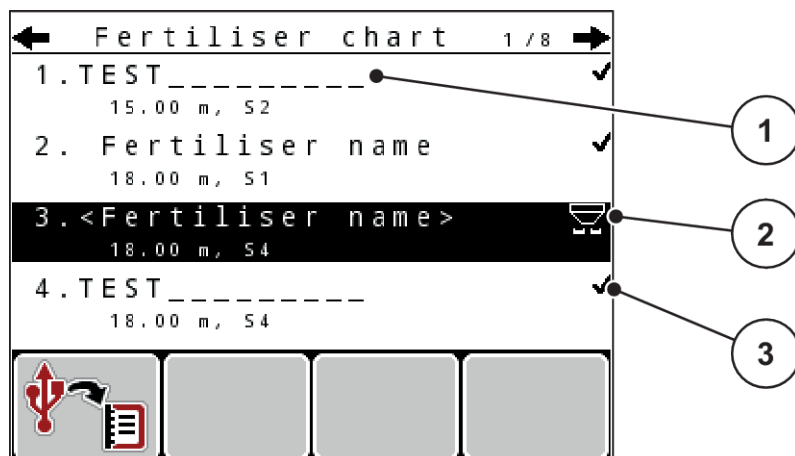 Fertiliser chart 1/8
1.TEST_________
15.00 m, S2
2. Fertiliser name
18.00 m, S1
3.<Fertiliser name>
18.00 m, S4
4.TEST_________
18.00 m, S4
1
2
3